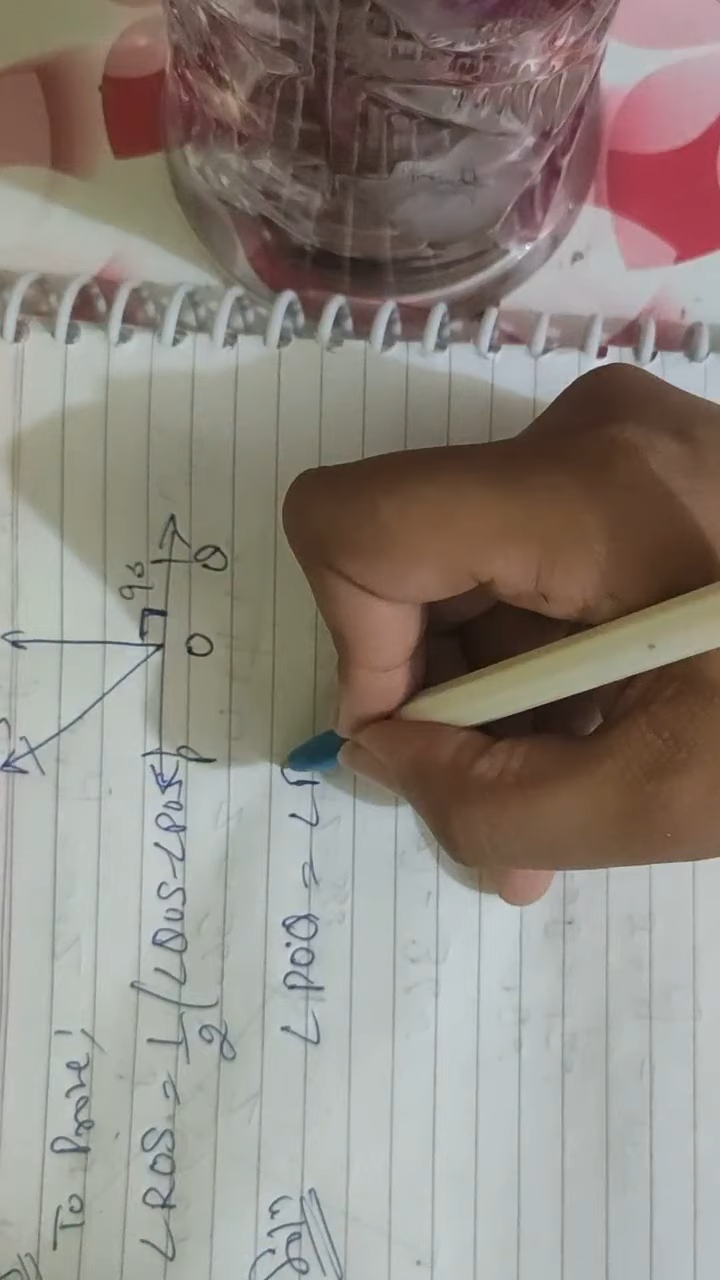 To Prove:
∠ROS = 1/2 (∠QOS - ∠POS)
90
P O Q
Soln
∠POQ = ∠